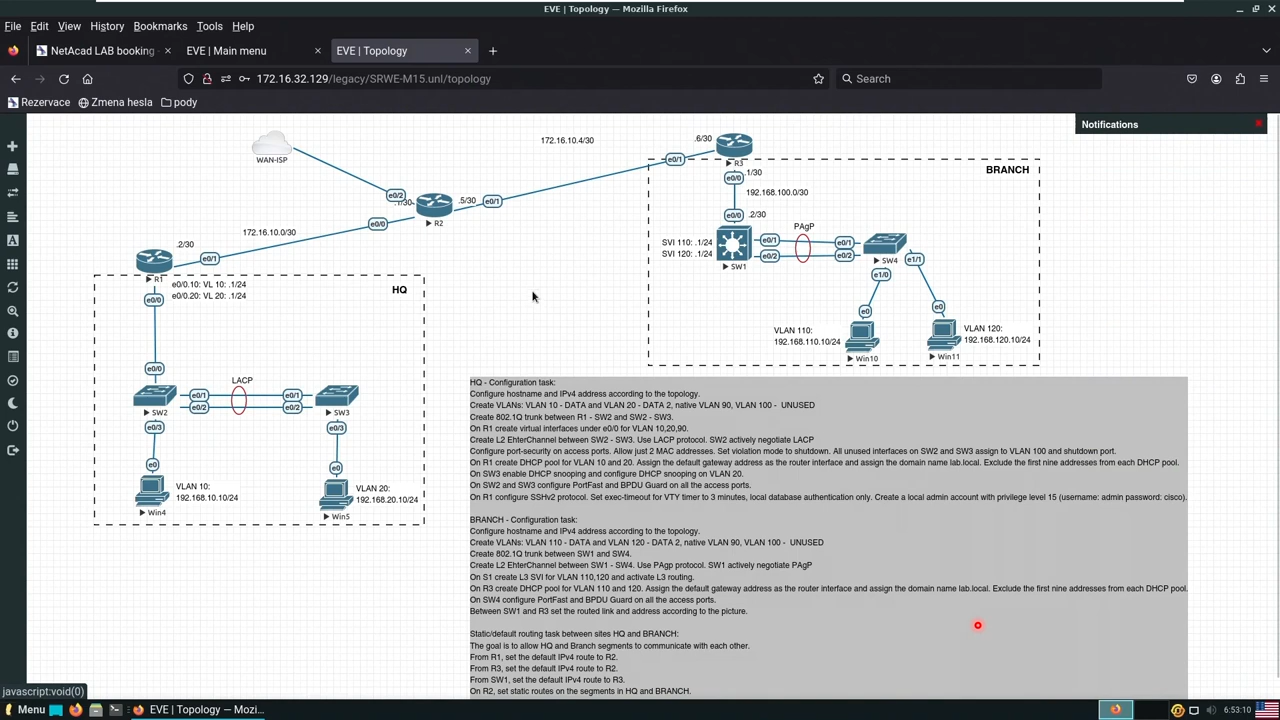 EVE | Topology — Mozilla Firefox
File Edit View History Bookmarks Tools Help
NetAcad LAB booking
EVE | Main menu
EVE | Topology
172.16.32.129/legacy/SRWE-M15.unl/topology
Search
Rezervace Zmena hesla pody
Notifications
WAN-ISP
172.16.10.4/30
.6/30
R3
e0/1
.1/30
BRANCH
e0/0
192.168.100.0/30
e0/2
.1/30
.5/30
e0/1
R2
e0/0
e0/0
.2/30
172.16.10.0/30
PAgP
.2/30
e0/1
SVI 110: .1/24
SVI 120: .1/24
e0/1
e0/1
e0/2
e0/2
SW1
SW4
e1/1
e1/0
R1
e0/0.10: VL 10: .1/24
e0/0.20: VL 20: .1/24
HQ
e0/0
e0
e0
VLAN 110:
192.168.110.10/24
VLAN 120:
192.168.120.10/24
Win10
Win11
e0/0
LACP
e0/1
e0/1
e0/2
e0/2
SW2
SW3
e0/3
e0/3
e0
e0
VLAN 10:
192.168.10.10/24
VLAN 20:
192.168.20.10/24
Win4
Win5
HQ - Configuration task:
Configure hostname and IPv4 address according to the topology.
Create VLANs: VLAN 10 - DATA and VLAN 20 - DATA 2, native VLAN 90, VLAN 100 - UNUSED
Create 802.1Q trunk between R1 - SW2 and SW2 - SW3.
On R1 create virtual interfaces under e0/0 for VLAN 10,20,90.
Create L2 EhterChannel between SW2 - SW3. Use LACP protocol. SW2 actively negotiate LACP
Configure port-security on access ports. Allow just 2 MAC addresses. Set violation mode to shutdown. All unused interfaces on SW2 and SW3 assign to VLAN 100 and shutdown port.
On R1 create DHCP pool for VLAN 10 and 20. Assign the default gateway address as the router interface and assign the domain name lab.local. Exclude the first nine addresses from each DHCP pool.
On SW3 enable DHCP snooping and configure DHCP snooping on VLAN 20.
On SW2 and SW3 configure PortFast and BPDU Guard on all the access ports.
On R1 configure SSHv2 protocol. Set exec-timeout for VTY timer to 3 minutes, local database authentication only. Create a local admin account with privilege level 15 (username: admin password: cisco).
BRANCH - Configuration task:
Configure hostname and IPv4 address according to the topology.
Create VLANs: VLAN 110 - DATA and VLAN 120 - DATA 2, native VLAN 90, VLAN 100 - UNUSED
Create 802.1Q trunk between SW1 and SW4.
Create L2 EhterChannel between SW1 - SW4. Use PAgp protocol. SW1 actively negotiate PAgP
On S1 create L3 SVI for VLAN 110,120 and activate L3 routing.
On R3 create DHCP pool for VLAN 110 and 120. Assign the default gateway address as the router interface and assign the domain name lab.local. Exclude the first nine addresses from each DHCP pool.
On SW4 configure PortFast and BPDU Guard on all the access ports.
Between SW1 and R3 set the routed link and address according to the picture.
Static/default routing task between sites HQ and BRANCH:
The goal is to allow HQ and Branch segments to communicate with each other.
From R1, set the default IPv4 route to R2.
From R3, set the default IPv4 route to R2.
From SW1, set the default IPv4 route to R3.
On R2, set static routes on the segments in HQ and BRANCH.
javascript:void(0)
Menu
EVE | Topology — Mozi...
6:53:10